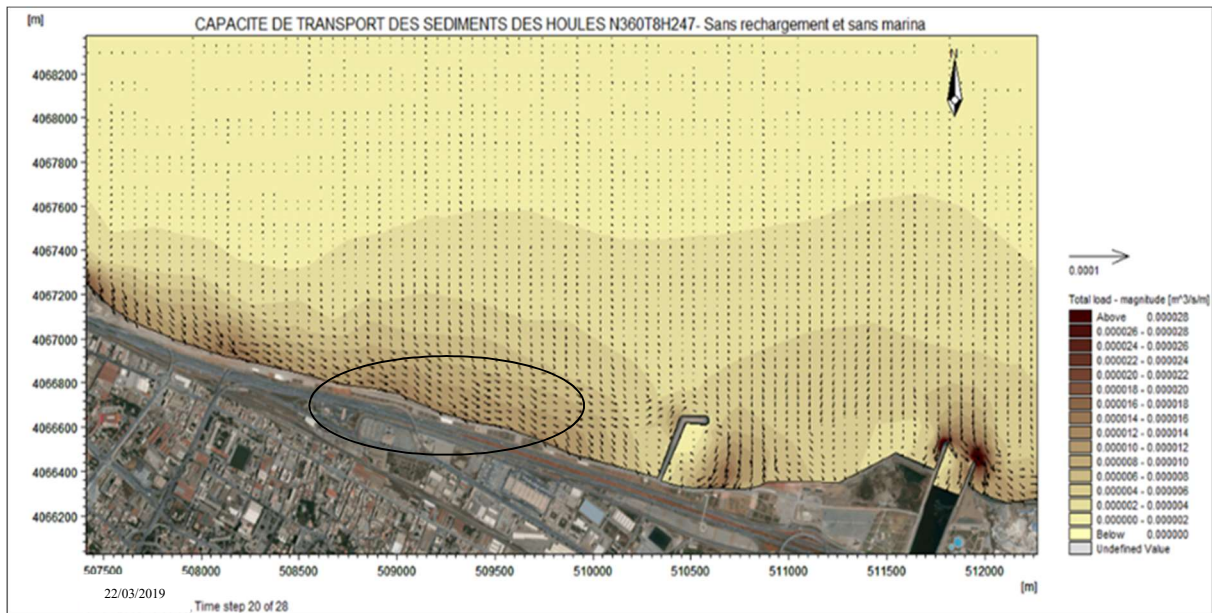 CAPACITE DE TRANSPORT DES SEDIMENTS DES HOULES N360T8H247- Sans rechargement et sans marina
[m]
4068200
4068000
4067800
4067600
4067400
4067200
4067000
4066800
4066600
4066400
4066200
N
507500 508000 508500 509000 509500 510000 510500 511000 511500 512000
[m]
22/03/2019
, Time step 20 of 28
0.0001
Total load - magnitude [m^3/s/m]
Above 0.000028
0.000026 - 0.000028
0.000024 - 0.000026
0.000022 - 0.000024
0.000020 - 0.000022
0.000018 - 0.000020
0.000016 - 0.000018
0.000014 - 0.000016
0.000012 - 0.000014
0.000010 - 0.000012
0.000008 - 0.000010
0.000006 - 0.000008
0.000004 - 0.000006
0.000002 - 0.000004
0.000000 - 0.000002
Below 0.000000
Undefined Value